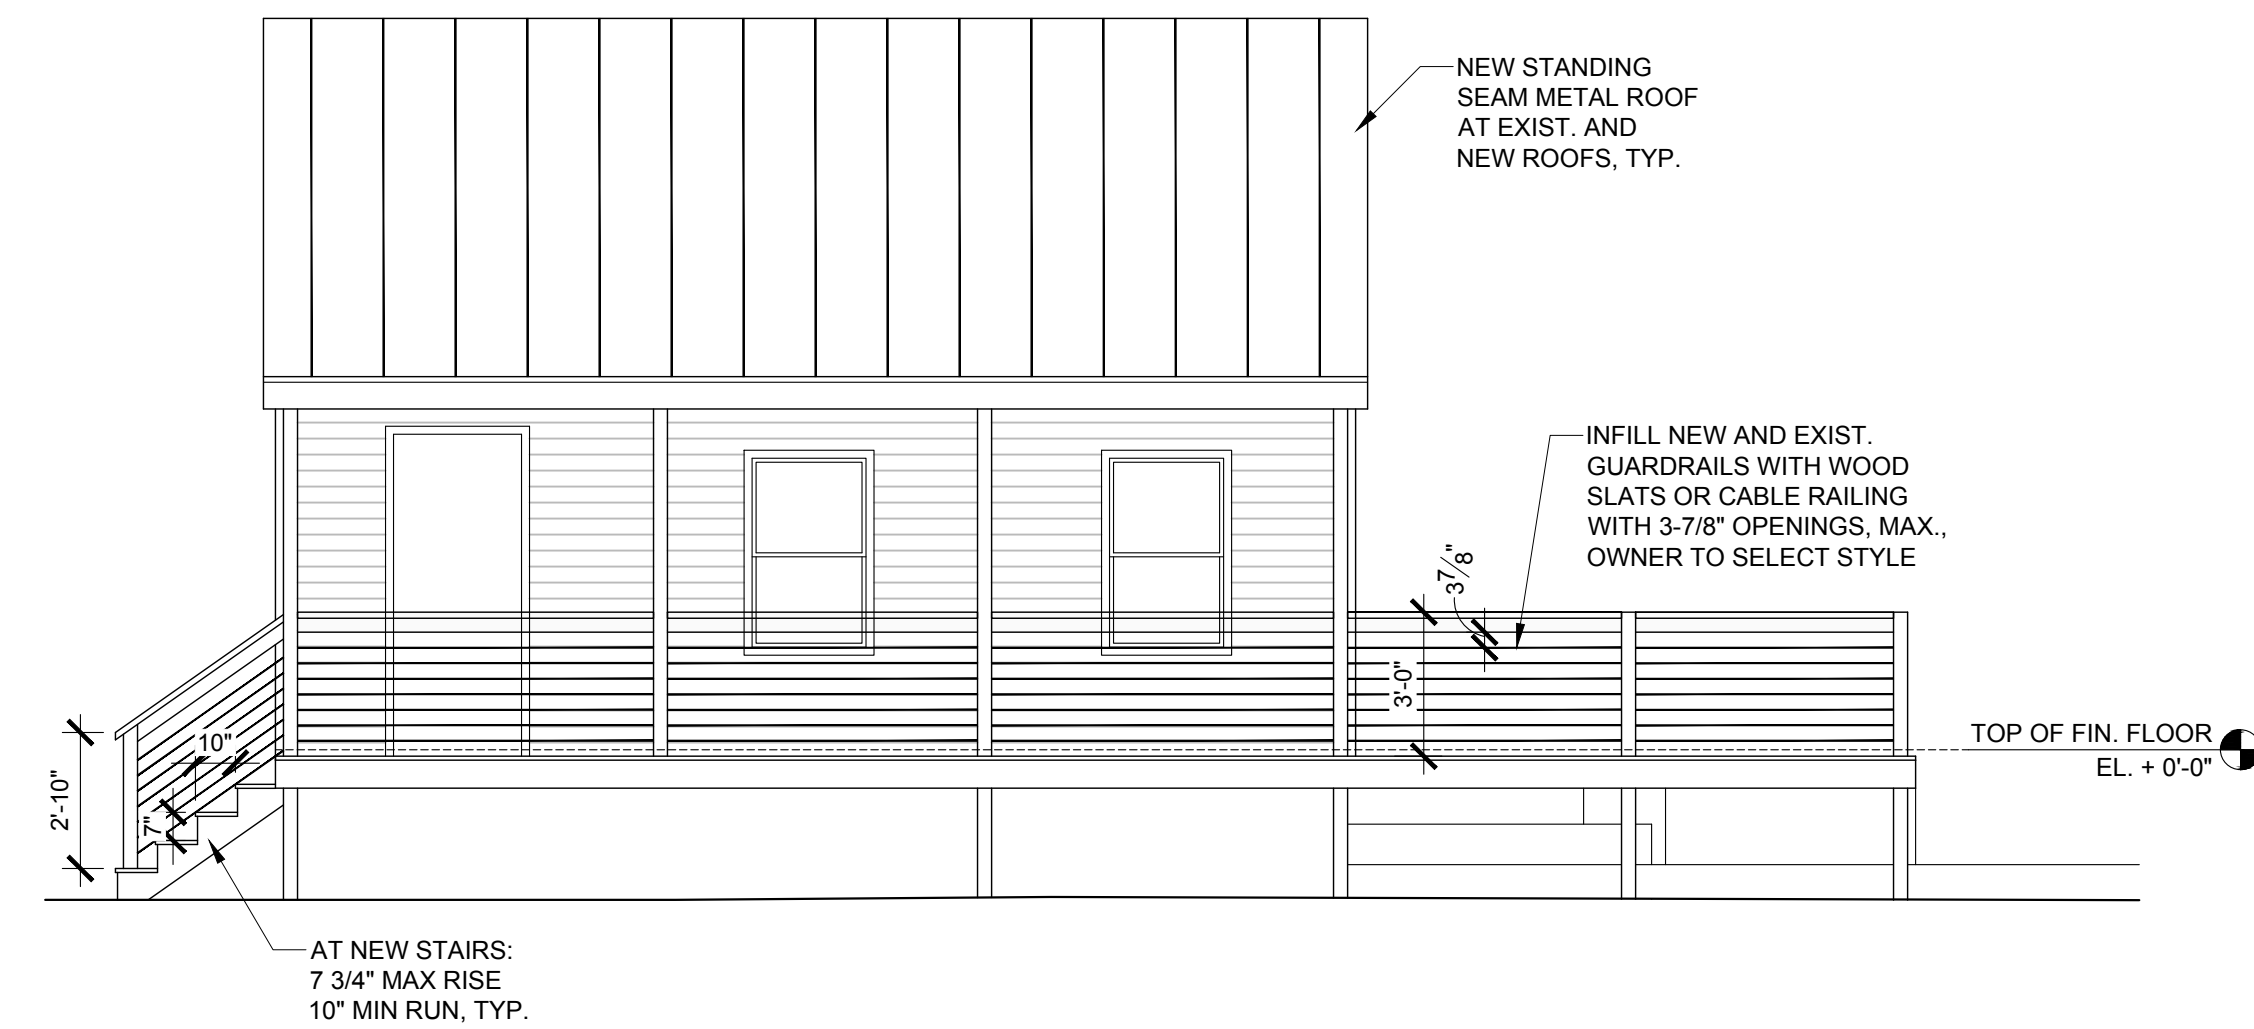 NEW STANDING
SEAM METAL ROOF
AT EXIST. AND
NEW ROOFS, TYP.
INFILL NEW AND EXIST.
GUARDRAILS WITH WOOD
SLATS OR CABLE RAILING
WITH 3-7/8" OPENINGS, MAX.,
OWNER TO SELECT STYLE
3 7/8"
3'-0"
10"
2'-10"
7"
TOP OF FIN. FLOOR
EL. + 0'-0"
AT NEW STAIRS:
7 3/4" MAX RISE
10" MIN RUN, TYP.